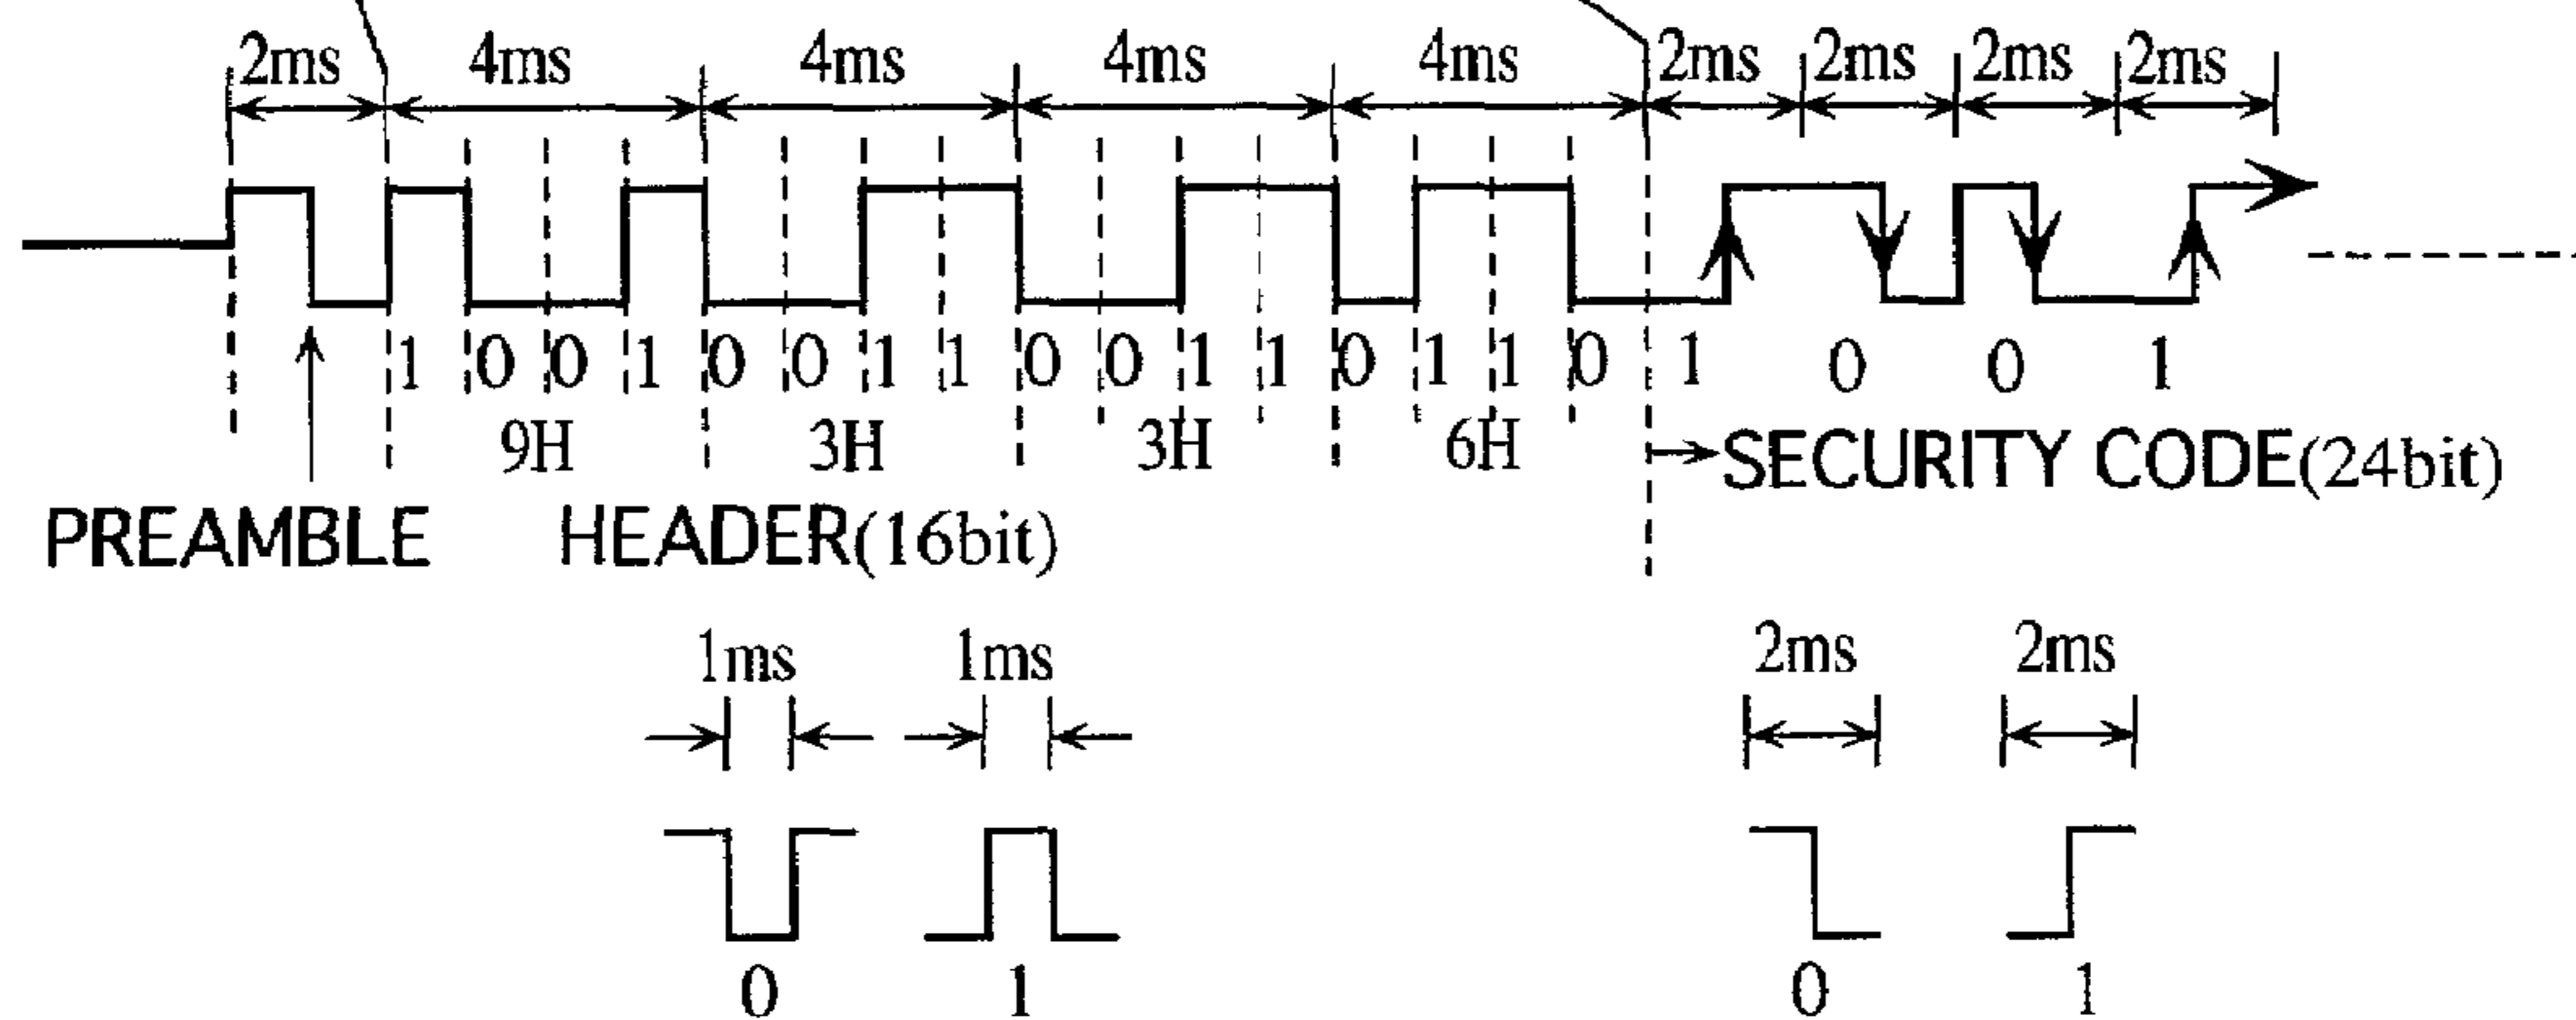 2ms 4ms 4ms 4ms 4ms 2ms 2ms 2ms 2ms
1 0 0 1 0 0 1 1 0 0 1 1 0 1 1 0 1 0 0 1
9H 3H 3H 6H SECURITY CODE(24bit)
PREAMBLE HEADER(16bit)
1ms 1ms 2ms 2ms
0 1 0 1